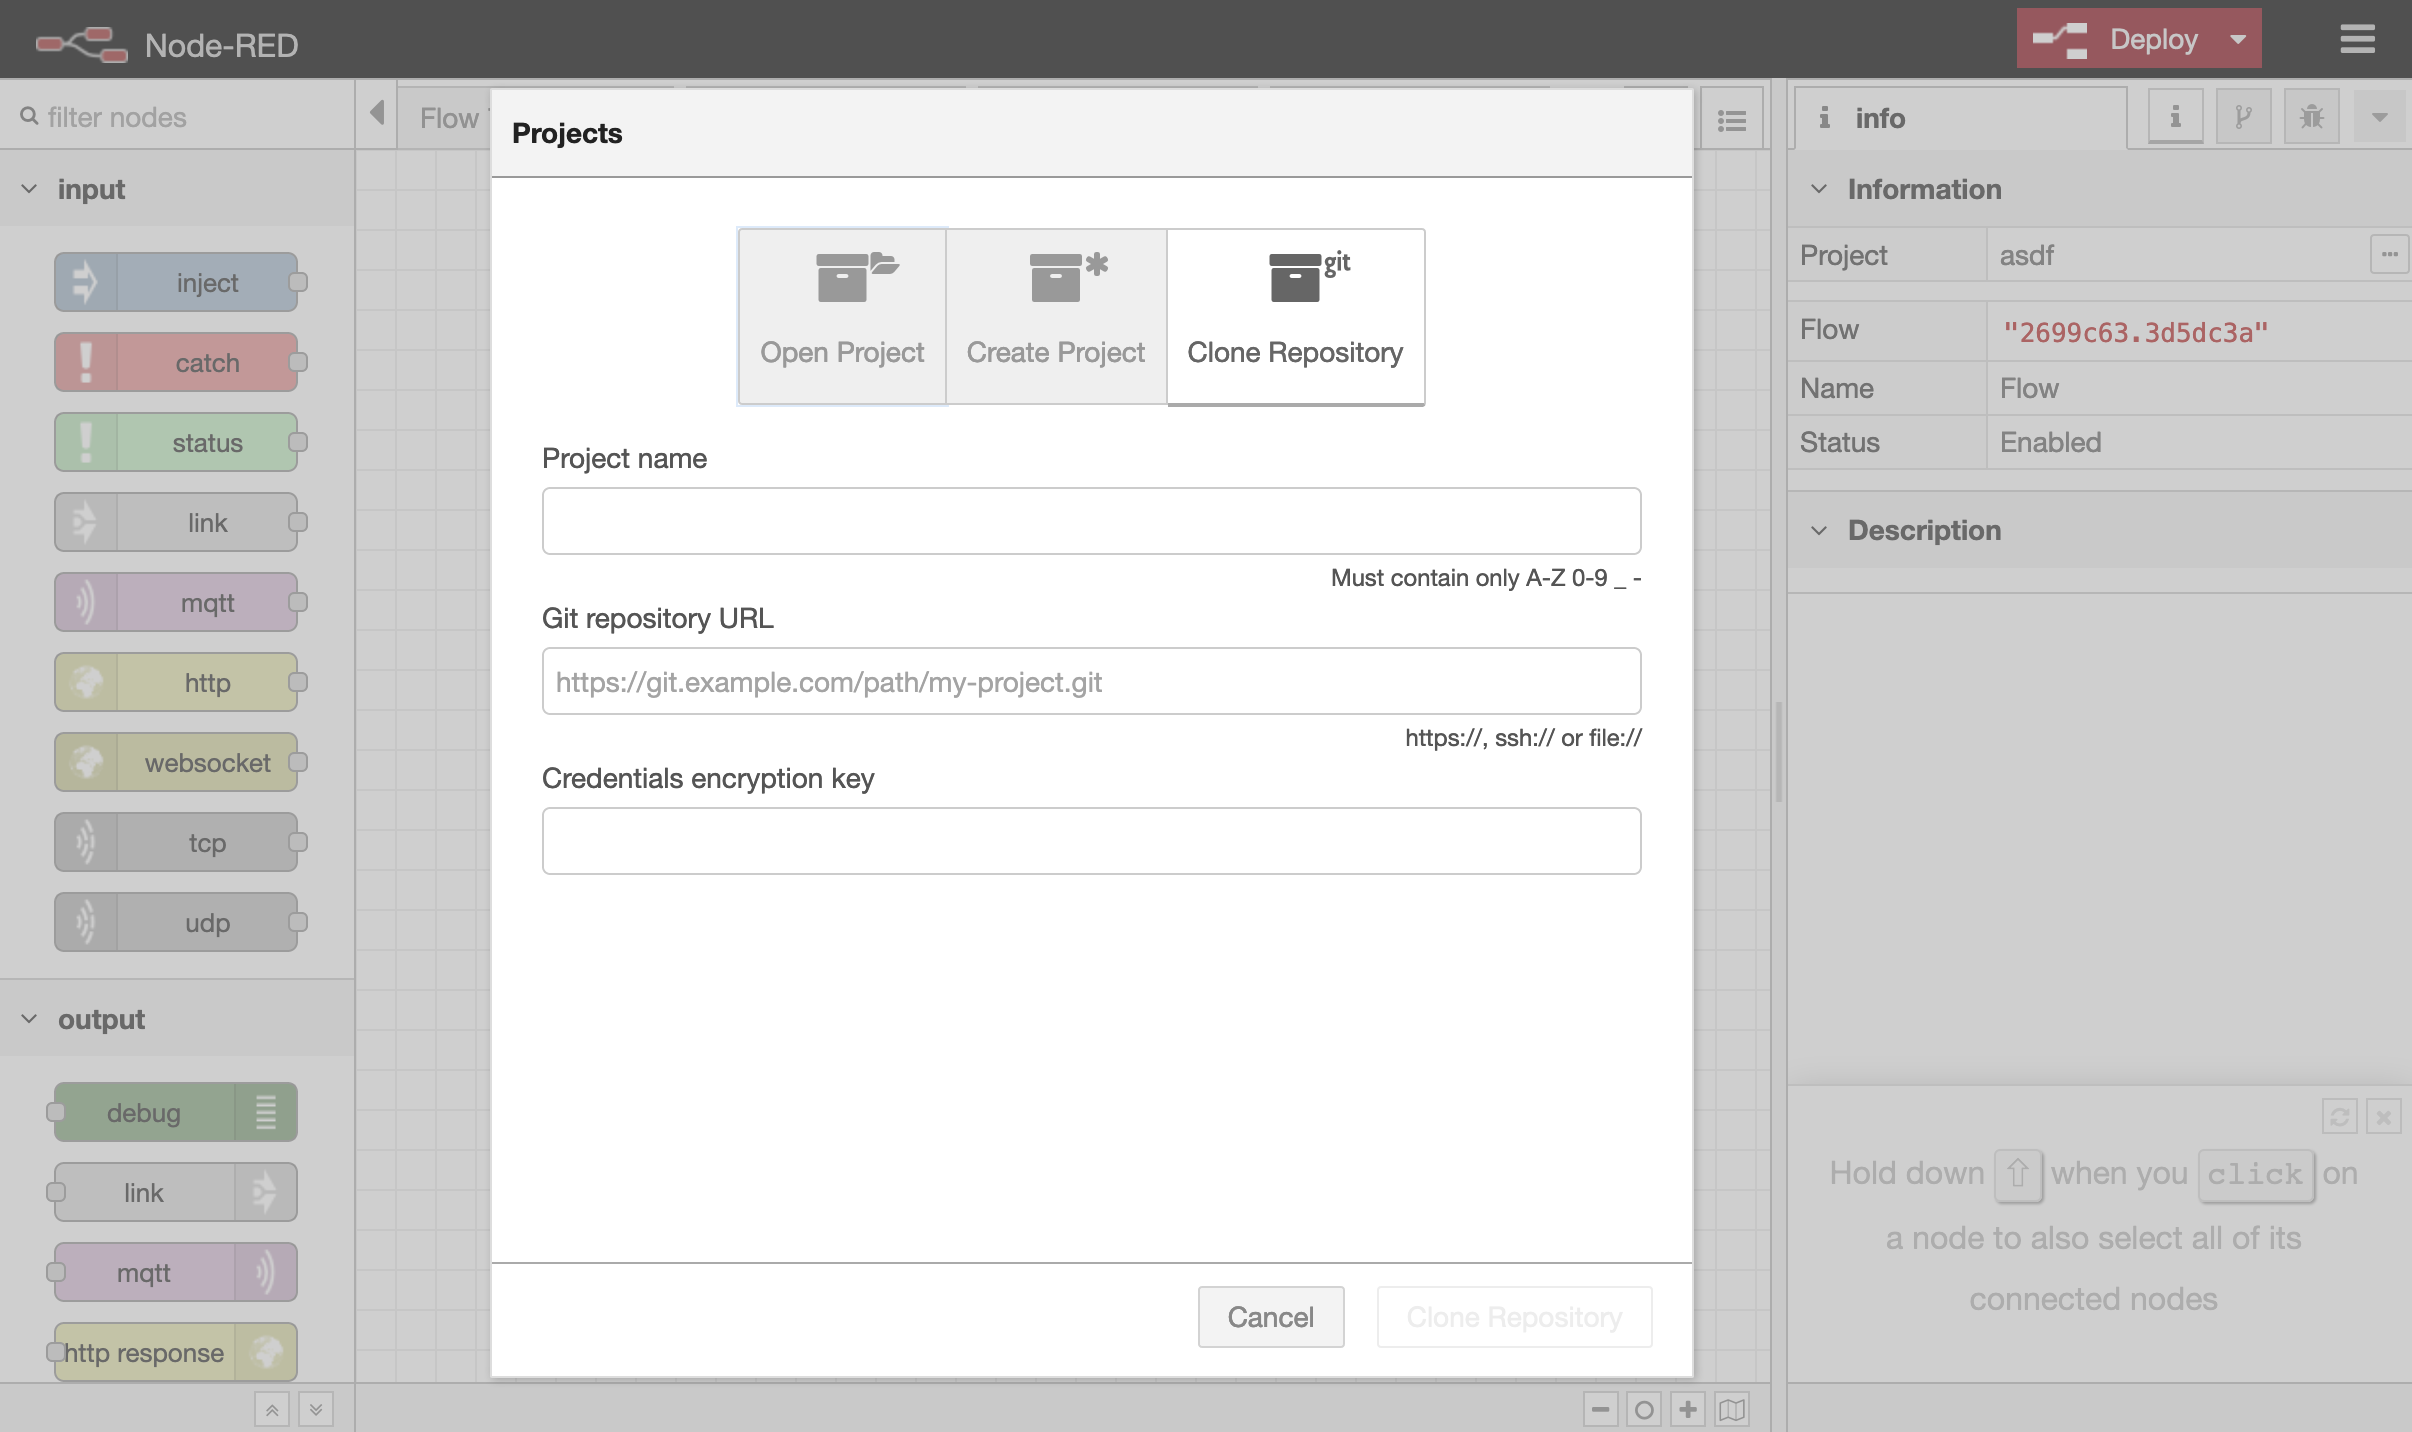 Node-RED
Deploy
filter nodes
Flow
info
Projects
input
inject
catch
status
link
mqtt
http
websocket
tcp
udp
output
debug
link
mqtt
http response
git
Open Project
Create Project
Clone Repository
Project name
Must contain only A-Z 0-9 _ -
Git repository URL
https://git.example.com/path/my-project.git
https://, ssh:// or file://
Credentials encryption key
Cancel
Clone Repository
Information
Project asdf
Flow "2699c63.3d5dc3a"
Name Flow
Status Enabled
Description
Hold down ⇧ when you click on
a node to also select all of its
connected nodes